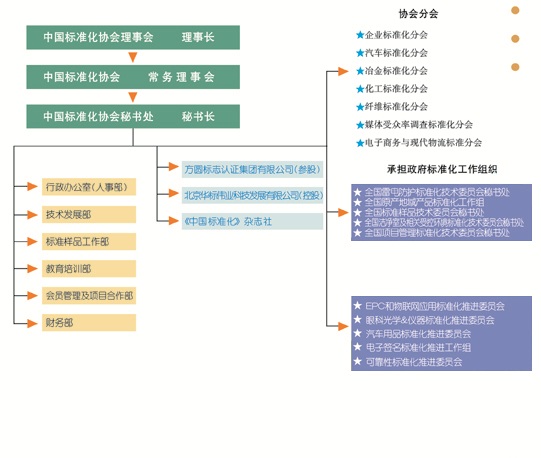 中国标准化协会理事会 理事长
中国标准化协会 常务理事会
中国标准化协会秘书处 秘书长
行政办公室(人事部)
技术发展部
标准样品工作部
教育培训部
会员管理及项目合作部
财务部
方圆标志认证集团有限公司(参股)
北京华标伟业科技发展有限公司(控股)
《中国标准化》杂志社
协会分会
★企业标准化分会
★汽车标准化分会
★冶金标准化分会
★化工标准化分会
★纤维标准化分会
★媒体受众率调查标准化分会
★电子商务与现代物流标准分会
承担政府标准化工作组织
★ 全国雷电防护标准化技术委员会秘书处
★ 全国原产地域产品标准化工作组
★ 全国标准样品技术委员会秘书处
★ 全国洁净室及相关受控环境标准化技术委员会秘书处
★ 全国项目管理标准化技术委员会秘书处
★ EPC和物联网应用标准化推进委员会
★ 眼科光学&仪器标准化推进委员会
★ 汽车用品标准化推进委员会
★ 电子签名标准化推进工作组
★ 可靠性标准化推进委员会